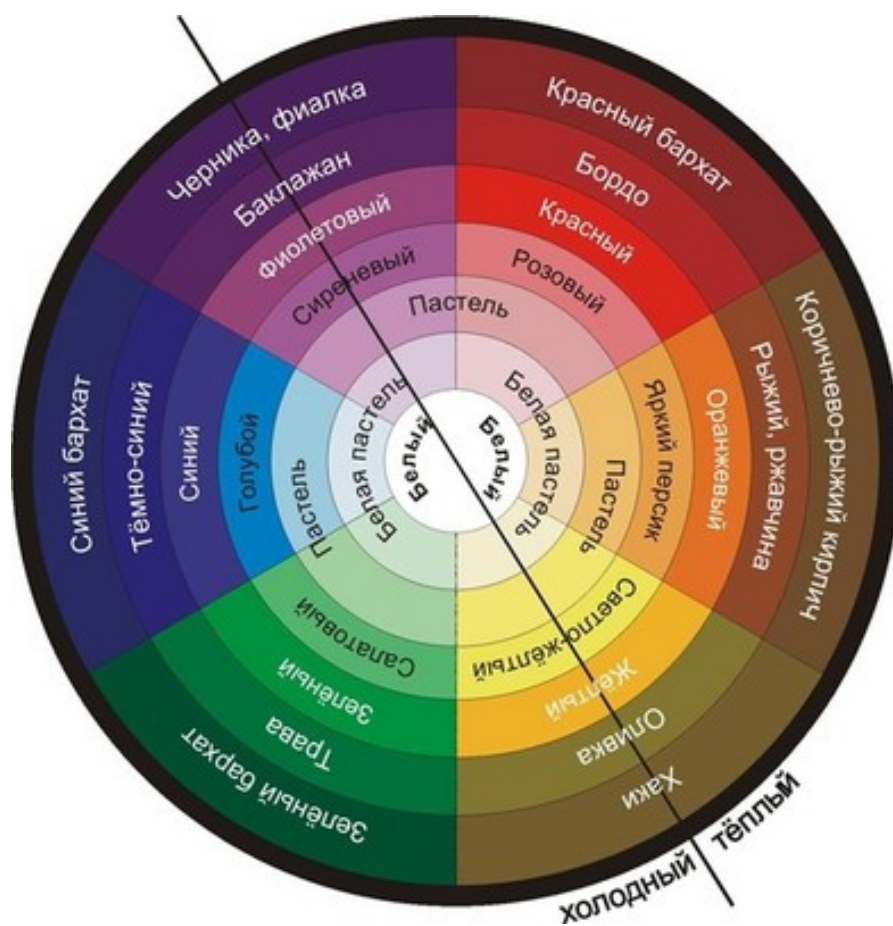 Черника, фиалка
Баклажан
Фиолетовый
Сиреневый
Пастель
Красный бархат
Бордо
Красный
Розовый
Белая пастель
Белый
Коричнево-рыжий кирпич
Рыжий, ржавчина
Оранжевый
Яркий персик
Пастель
Синий бархат
Тёмно-синий
Синий
Голубой
Пастель
Белая пастель
Белый
Салатовый
Зелёный
Трава
Зелёный бархат
Светло-жёлтый
Жёлтый
Оливка
Хаки
холодный
тёплый